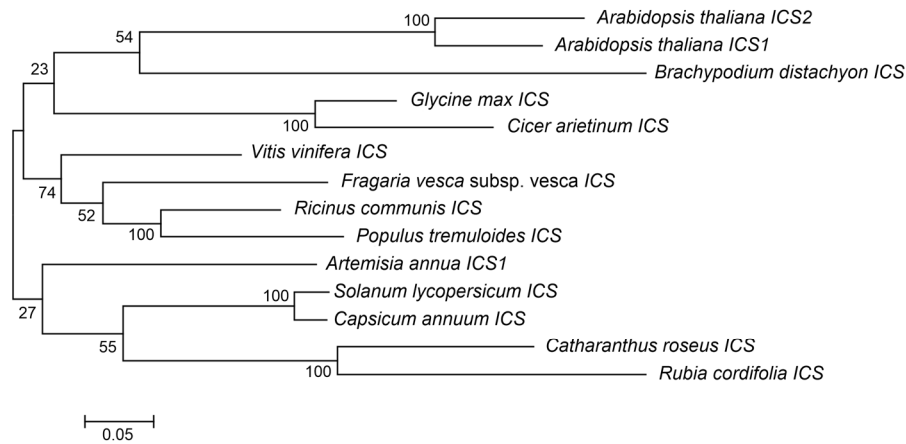 100 Arabidopsis thaliana ICS2
54
Arabidopsis thaliana ICS1
23
Brachypodium distachyon ICS
Glycine max ICS
100 Cicer arietinum ICS
Vitis vinifera ICS
74 Fragaria vesca subsp. vesca ICS
52 Ricinus communis ICS
100 Populus tremuloides ICS
Artemisia annua ICS1
100 Solanum lycopersicum ICS
27
Capsicum annuum ICS
55 Catharanthus roseus ICS
100 Rubia cordifolia ICS
0.05